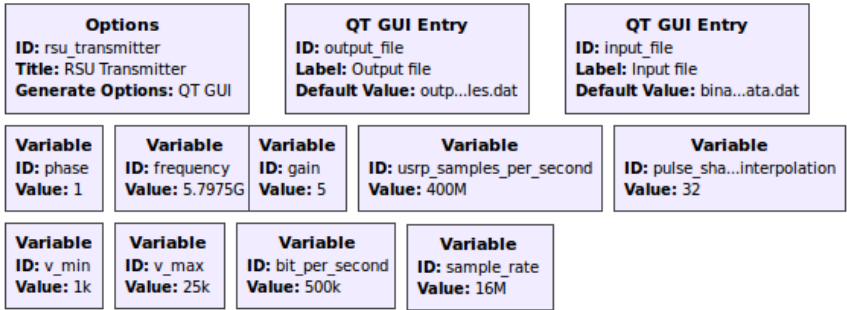 Options
ID: rsu_transmitter
Title: RSU Transmitter
Generate Options: QT GUI
QT GUI Entry
ID: output_file
Label: Output file
Default Value: outp...les.dat
QT GUI Entry
ID: input_file
Label: Input file
Default Value: bina...ata.dat
Variable
ID: phase
Value: 1
Variable
ID: frequency
Value: 5.7975G
Variable
ID: gain
Value: 5
Variable
ID: usrp_samples_per_second
Value: 400M
Variable
ID: pulse_sha...interpolation
Value: 32
Variable
ID: v_min
Value: 1k
Variable
ID: v_max
Value: 25k
Variable
ID: bit_per_second
Value: 500k
Variable
ID: sample_rate
Value: 16M